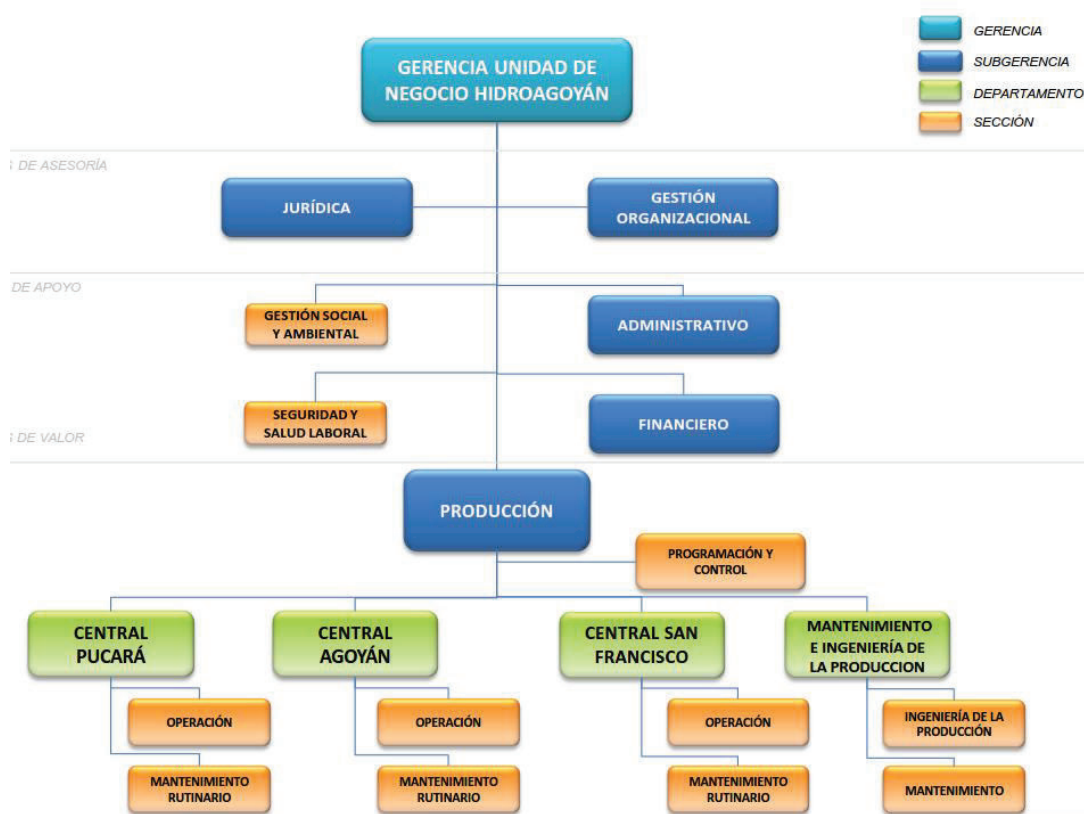 GERENCIA UNIDAD DE
NEGOCIO HIDROAGOYÁN
GERENCIA
SUBGERENCIA
DEPARTAMENTO
SECCIÓN
S DE ASESORÍA
JURÍDICA
GESTIÓN
ORGANIZACIONAL
DE APOYO
GESTIÓN SOCIAL
Y AMBIENTAL
ADMINISTRATIVO
SEGURIDAD Y
SALUD LABORAL
FINANCIERO
S DE VALOR
PRODUCCIÓN
PROGRAMACIÓN Y
CONTROL
CENTRAL
PUCARÁ
CENTRAL
AGOYÁN
CENTRAL SAN
FRANCISCO
MANTENIMIENTO
E INGENIERÍA DE
LA PRODUCCION
OPERACIÓN
OPERACIÓN
OPERACIÓN
INGENIERÍA DE LA
PRODUCCIÓN
MANTENIMIENTO
RUTINARIO
MANTENIMIENTO
RUTINARIO
MANTENIMIENTO
RUTINARIO
MANTENIMIENTO